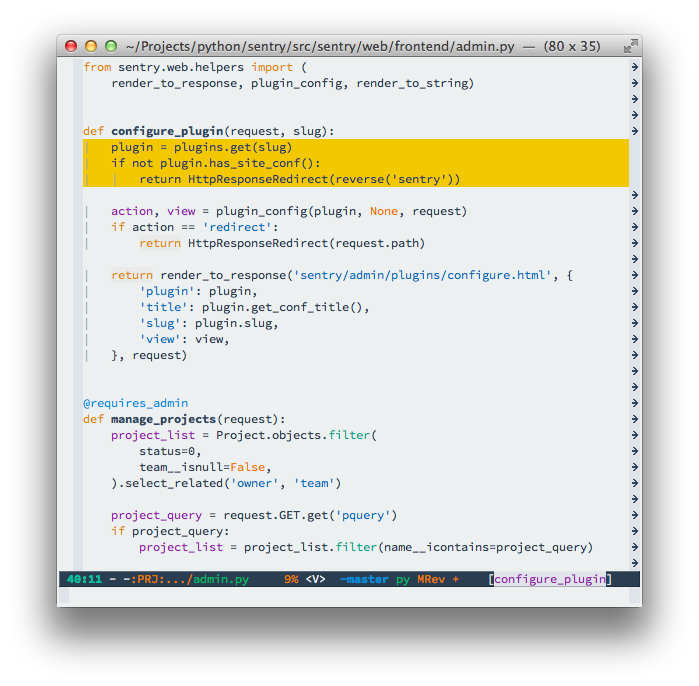 ~/Projects/python/sentry/src/sentry/web/frontend/admin.py — (80 x 35)
from sentry.web.helpers import (
    render_to_response, plugin_config, render_to_string)
def configure_plugin(request, slug):
    plugin = plugins.get(slug)
    if not plugin.has_site_conf():
        return HttpResponseRedirect(reverse('sentry'))
    action, view = plugin_config(plugin, None, request)
    if action == 'redirect':
        return HttpResponseRedirect(request.path)
    return render_to_response('sentry/admin/plugins/configure.html', {
        'plugin': plugin,
        'title': plugin.get_conf_title(),
        'slug': plugin.slug,
        'view': view,
    }, request)
@requires_admin
def manage_projects(request):
    project_list = Project.objects.filter(
        status=0,
        team__isnull=False,
    ).select_related('owner', 'team')
    project_query = request.GET.get('pquery')
    if project_query:
        project_list = project_list.filter(name__icontains=project_query)
40:11 - -:PRJ:.../admin.py 9% <V> -master py MRev + [configure_plugin]